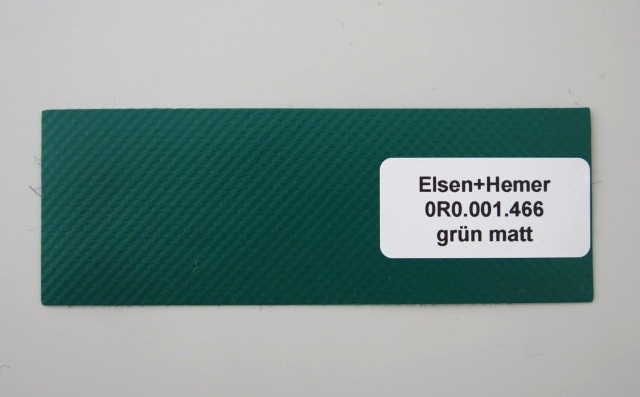 Elsen+Hemer
0R0.001.466
grün matt